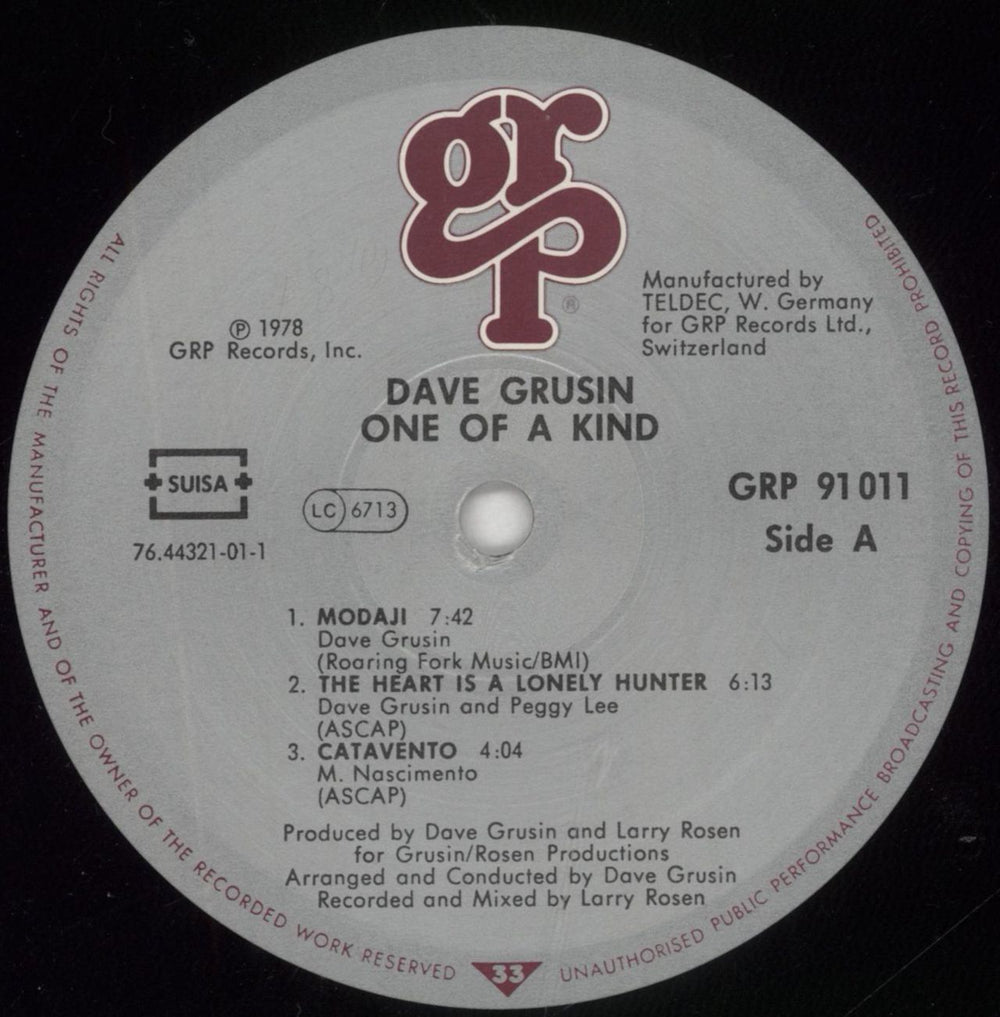 grp
®
Ⓟ 1978
GRP Records, Inc.
Manufactured by
TELDEC, W. Germany
for GRP Records Ltd.,
Switzerland
DAVE GRUSIN
ONE OF A KIND
SUISA
76.44321-01-1
LC 6713
GRP 91011
Side A
1. MODAJI 7:42
Dave Grusin
(Roaring Fork Music/BMI)
2. THE HEART IS A LONELY HUNTER 6:13
Dave Grusin and Peggy Lee
(ASCAP)
3. CATAVENTO 4:04
M. Nascimento
(ASCAP)
Produced by Dave Grusin and Larry Rosen
for Grusin/Rosen Productions
Arranged and Conducted by Dave Grusin
Recorded and Mixed by Larry Rosen
ALL RIGHTS OF THE MANUFACTURER AND OF THE OWNER OF THE RECORDED WORK RESERVED
33
UNAUTHORISED PUBLIC PERFORMANCE BROADCASTING AND COPYING OF THIS RECORD PROHIBITED